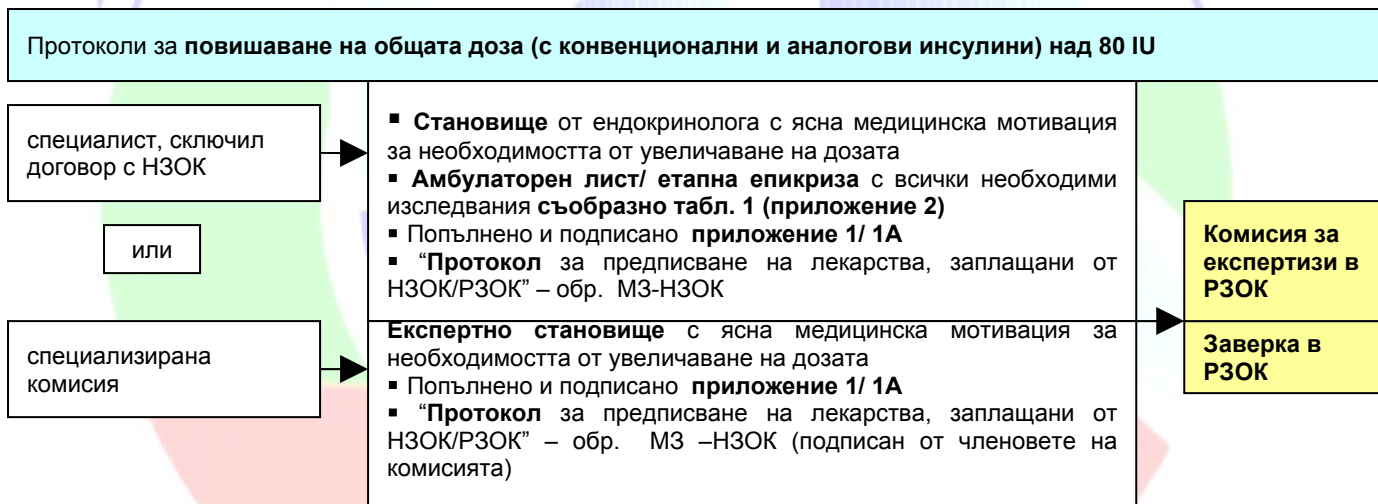 Протоколи за повишаване на общата доза (с конвенционални и аналогови инсулини) над 80 IU
специалист, сключил
договор с НЗОК
или
специализирана
комисия
▪ Становище от ендокринолога с ясна медицинска мотивация
за необходимостта от увеличаване на дозата
▪ Амбулаторен лист/ етапна епикриза с всички необходими
изследвания съобразно табл. 1 (приложение 2)
▪ Попълнено и подписано приложение 1/ 1А
▪ “Протокол за предписване на лекарства, заплащани от
НЗОК/РЗОК” – обр. МЗ-НЗОК
Експертно становище с ясна медицинска мотивация за
необходимостта от увеличаване на дозата
▪ Попълнено и подписано приложение 1/ 1А
▪ “Протокол за предписване на лекарства, заплащани от
НЗОК/РЗОК” – обр. МЗ –НЗОК (подписан от членовете на
комисията)
Комисия за
експертизи в
РЗОК
Заверка в
РЗОК